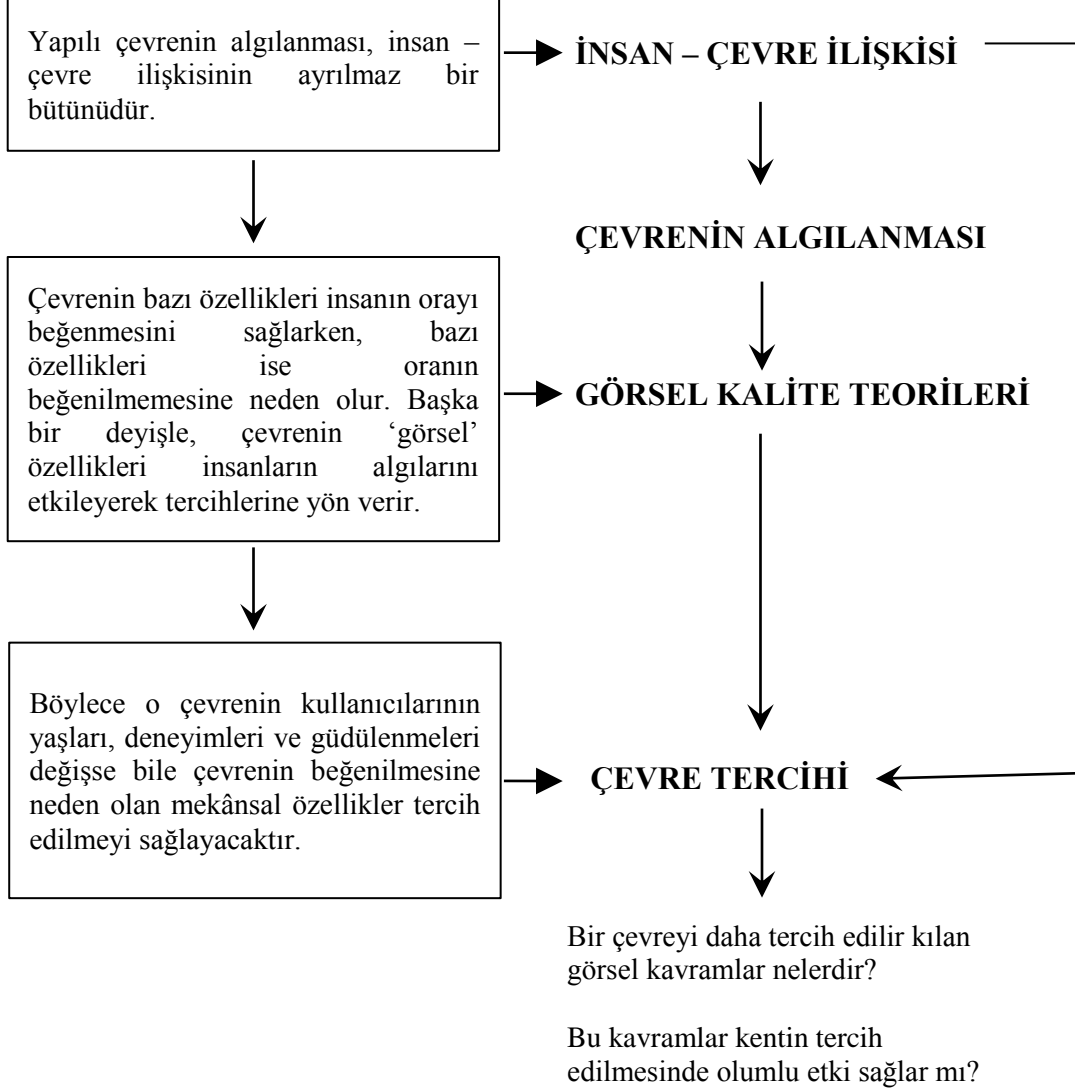 Yapılı çevrenin algılanması, insan –
çevre ilişkisinin ayrılmaz bir
bütünüdür.
İNSAN – ÇEVRE İLİŞKİSİ
ÇEVRENİN ALGILANMASI
Çevrenin bazı özellikleri insanın orayı
beğenmesini sağlarken, bazı
özellikleri ise oranın
beğenilmemesine neden olur. Başka
bir deyişle, çevrenin ‘görsel’
özellikleri insanların algılarını
etkileyerek tercihlerine yön verir.
GÖRSEL KALİTE TEORİLERİ
Böylece o çevrenin kullanıcılarının
yaşları, deneyimleri ve güdülenmeleri
değişse bile çevrenin beğenilmesine
neden olan mekânsal özellikler tercih
edilmeyi sağlayacaktır.
ÇEVRE TERCİHİ
Bir çevreyi daha tercih edilir kılan
görsel kavramlar nelerdir?
Bu kavramlar kentin tercih
edilmesinde olumlu etki sağlar mı?